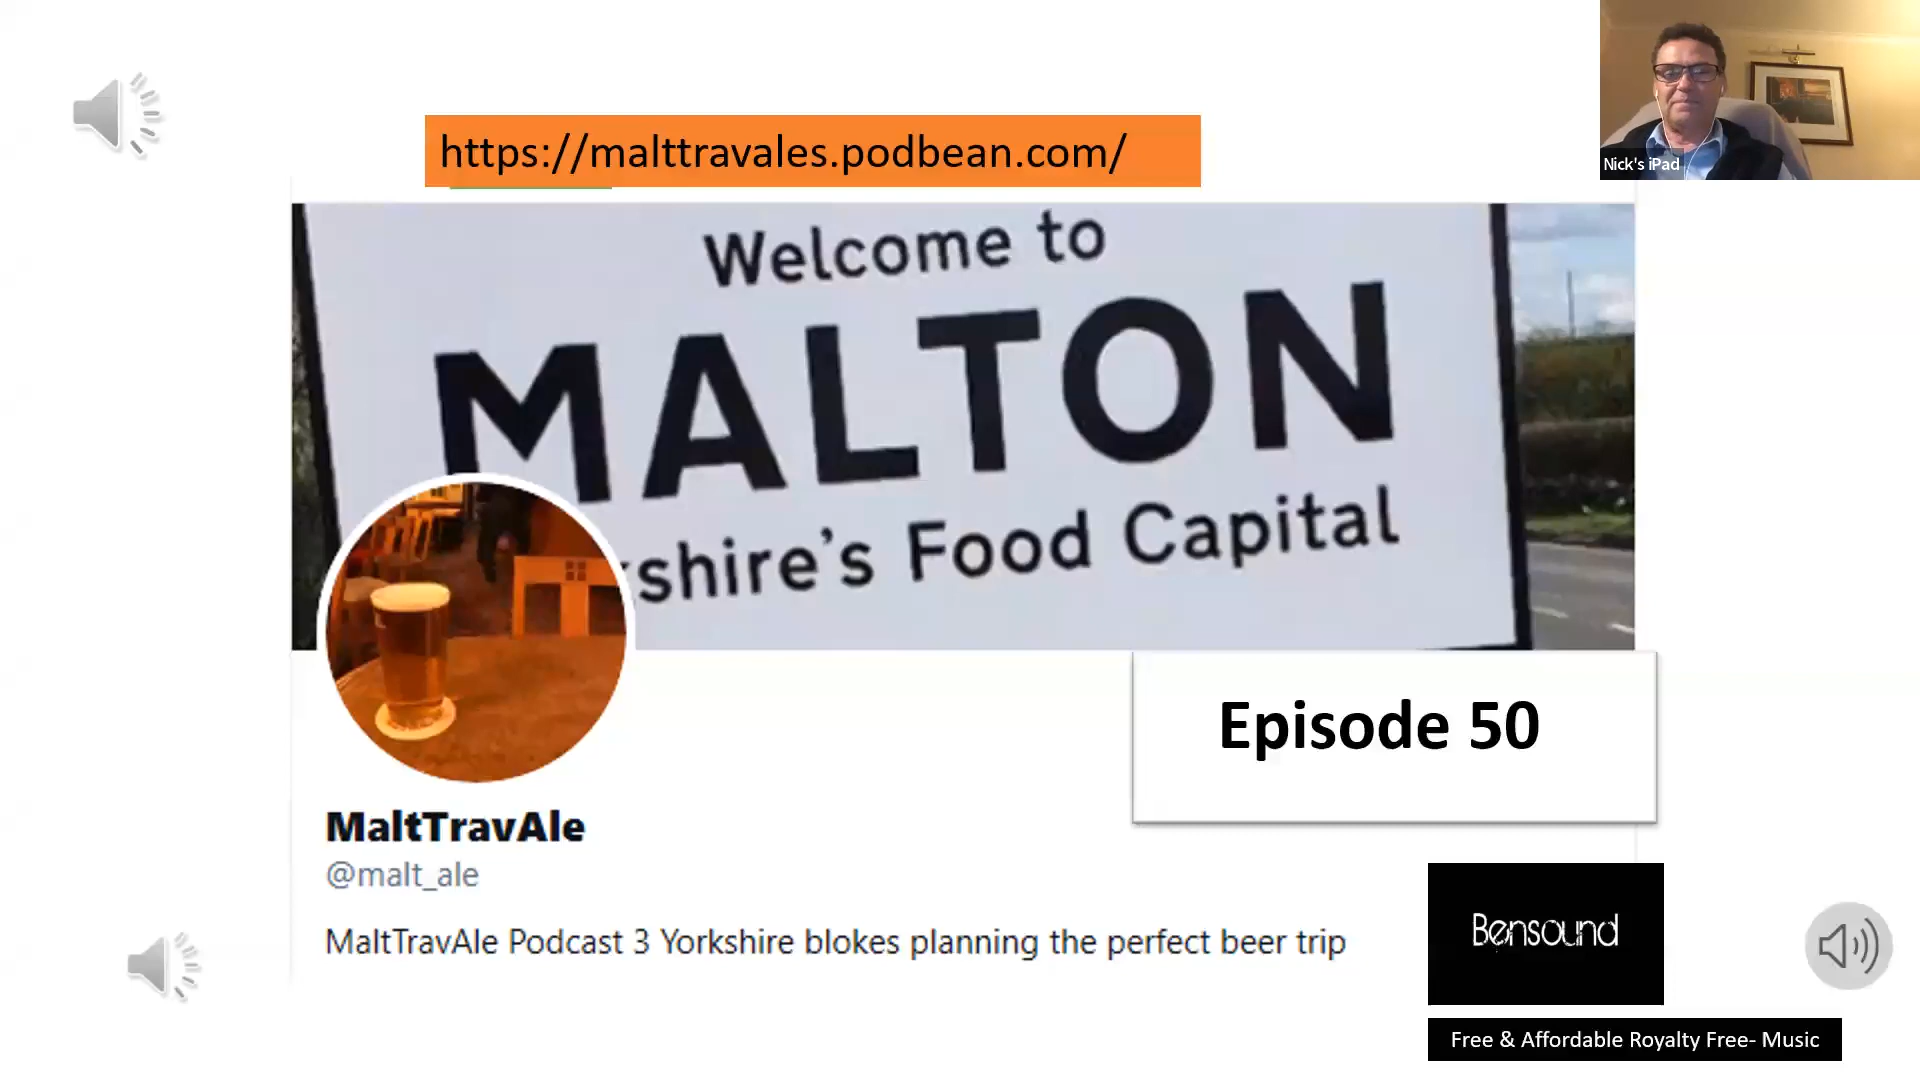 https://malttravales.podbean.com/
Nick's iPad
Welcome to
MALTON
kshire's Food Capital
Episode 50
MaltTravAle
@malt_ale
MaltTravAle Podcast 3 Yorkshire blokes planning the perfect beer trip
Bensound
Free & Affordable Royalty Free- Music